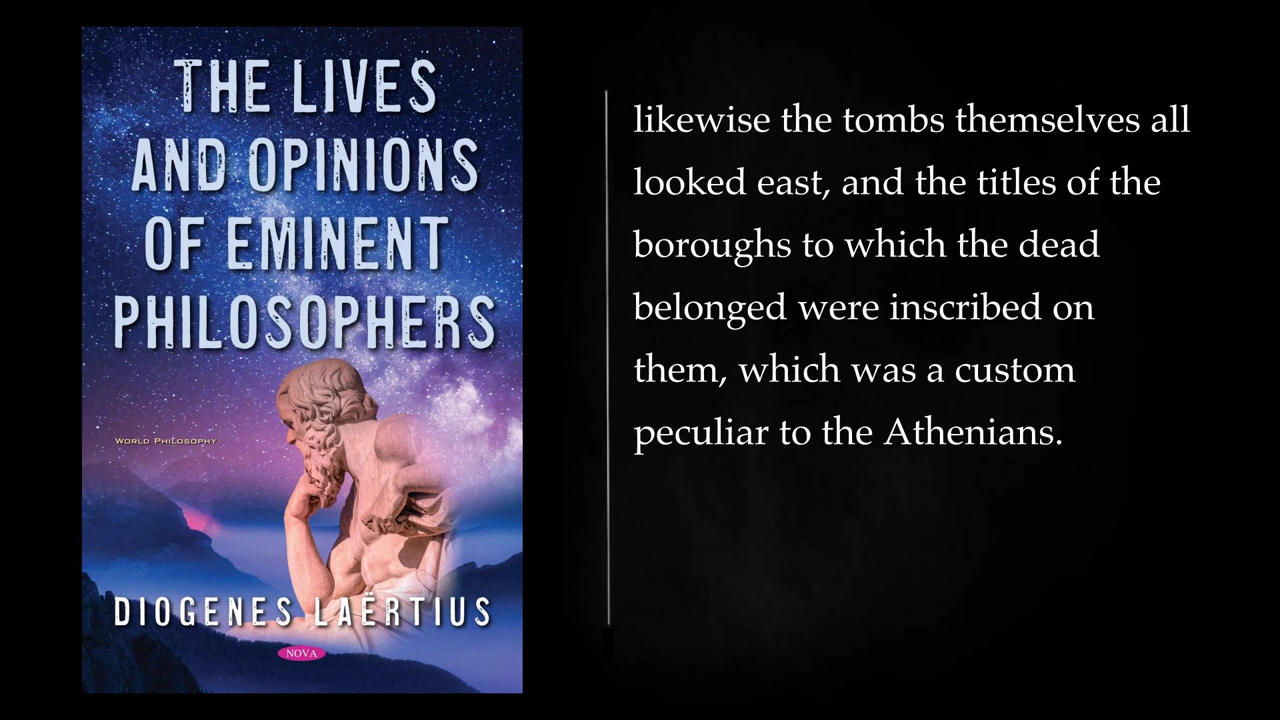 THE LIVES
AND OPINIONS
OF EMINENT
PHILOSOPHERS
WORLD PHILOSOPHY
DIOGENES LAËRTIUS
NOVA
likewise the tombs themselves all
looked east, and the titles of the
boroughs to which the dead
belonged were inscribed on
them, which was a custom
peculiar to the Athenians.